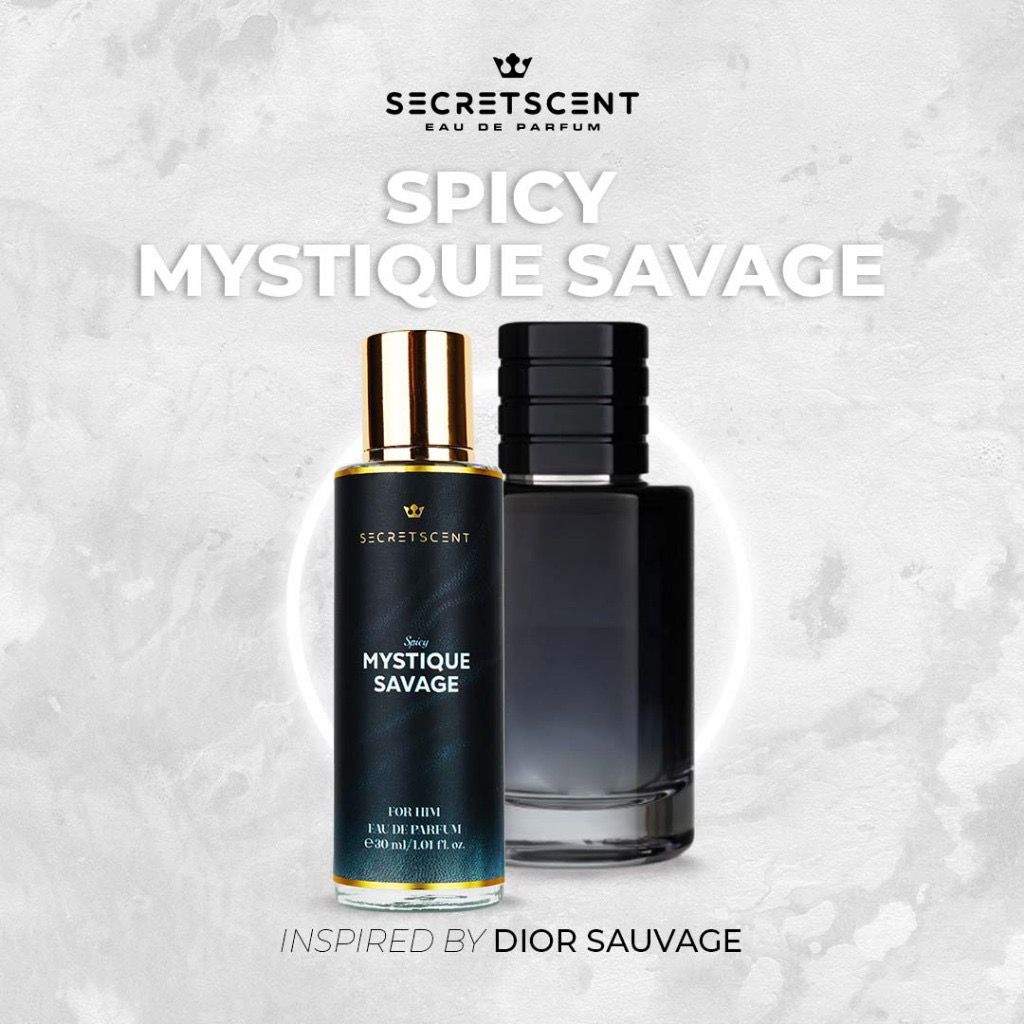 SECRETSCENT
EAU DE PARFUM
SPICY
MYSTIQUE SAVAGE
SECRETSCENT
Spicy
MYSTIQUE
SAVAGE
FOR HIM
EAU DE PARFUM
℮30 ml/1.01 fl. oz.
INSPIRED BY DIOR SAUVAGE